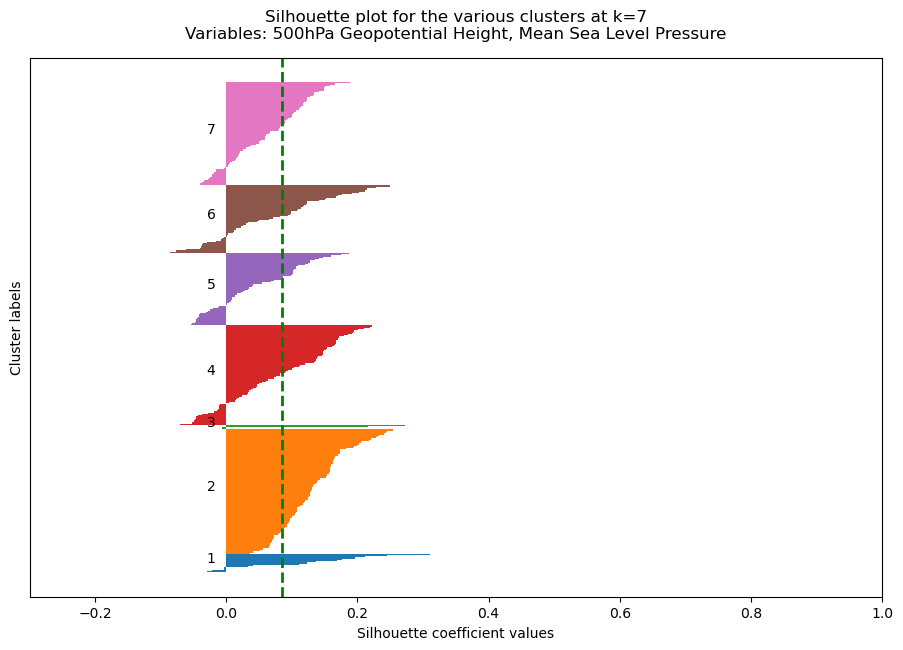 Silhouette plot for the various clusters at k=7
Variables: 500hPa Geopotential Height, Mean Sea Level Pressure
Cluster labels
7
6
5
4
3
2
1
−0.2 0.0 0.2 0.4 0.6 0.8 1.0
Silhouette coefficient values